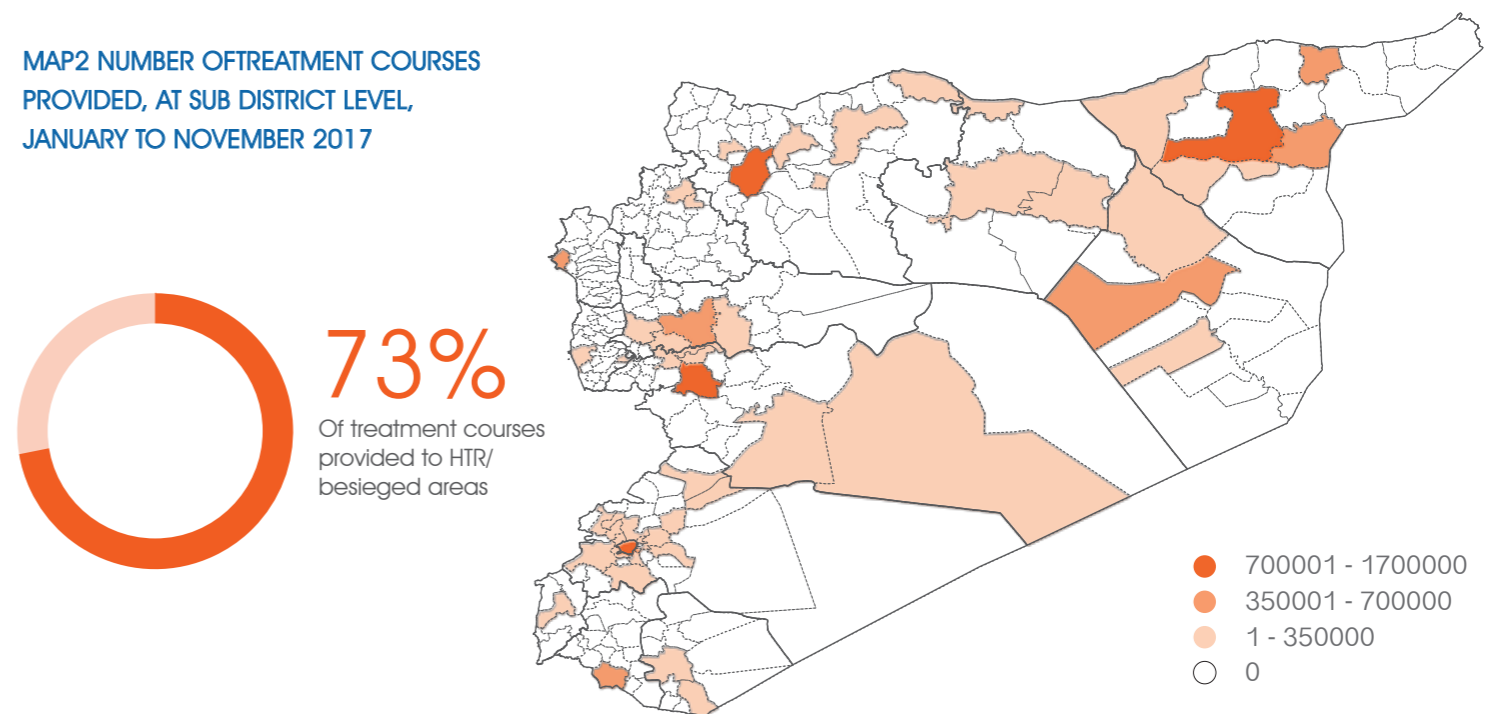 MAP2 NUMBER OFTREATMENT COURSES
PROVIDED, AT SUB DISTRICT LEVEL,
JANUARY TO NOVEMBER 2017
73%
Of treatment courses
provided to HTR/
besieged areas
700001 - 1700000
350001 - 700000
1 - 350000
0